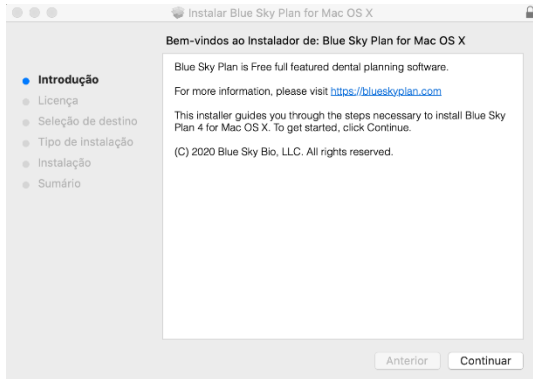 Instalar Blue Sky Plan for Mac OS X
Bem-vindos ao Instalador de: Blue Sky Plan for Mac OS X
Introdução
Licença
Seleção de destino
Tipo de instalação
Instalação
Sumário
Blue Sky Plan is Free full featured dental planning software.
For more information, please visit https://blueskyplan.com
This installer guides you through the steps necessary to install Blue Sky
Plan 4 for Mac OS X. To get started, click Continue.
(C) 2020 Blue Sky Bio, LLC. All rights reserved.
Anterior
Continuar